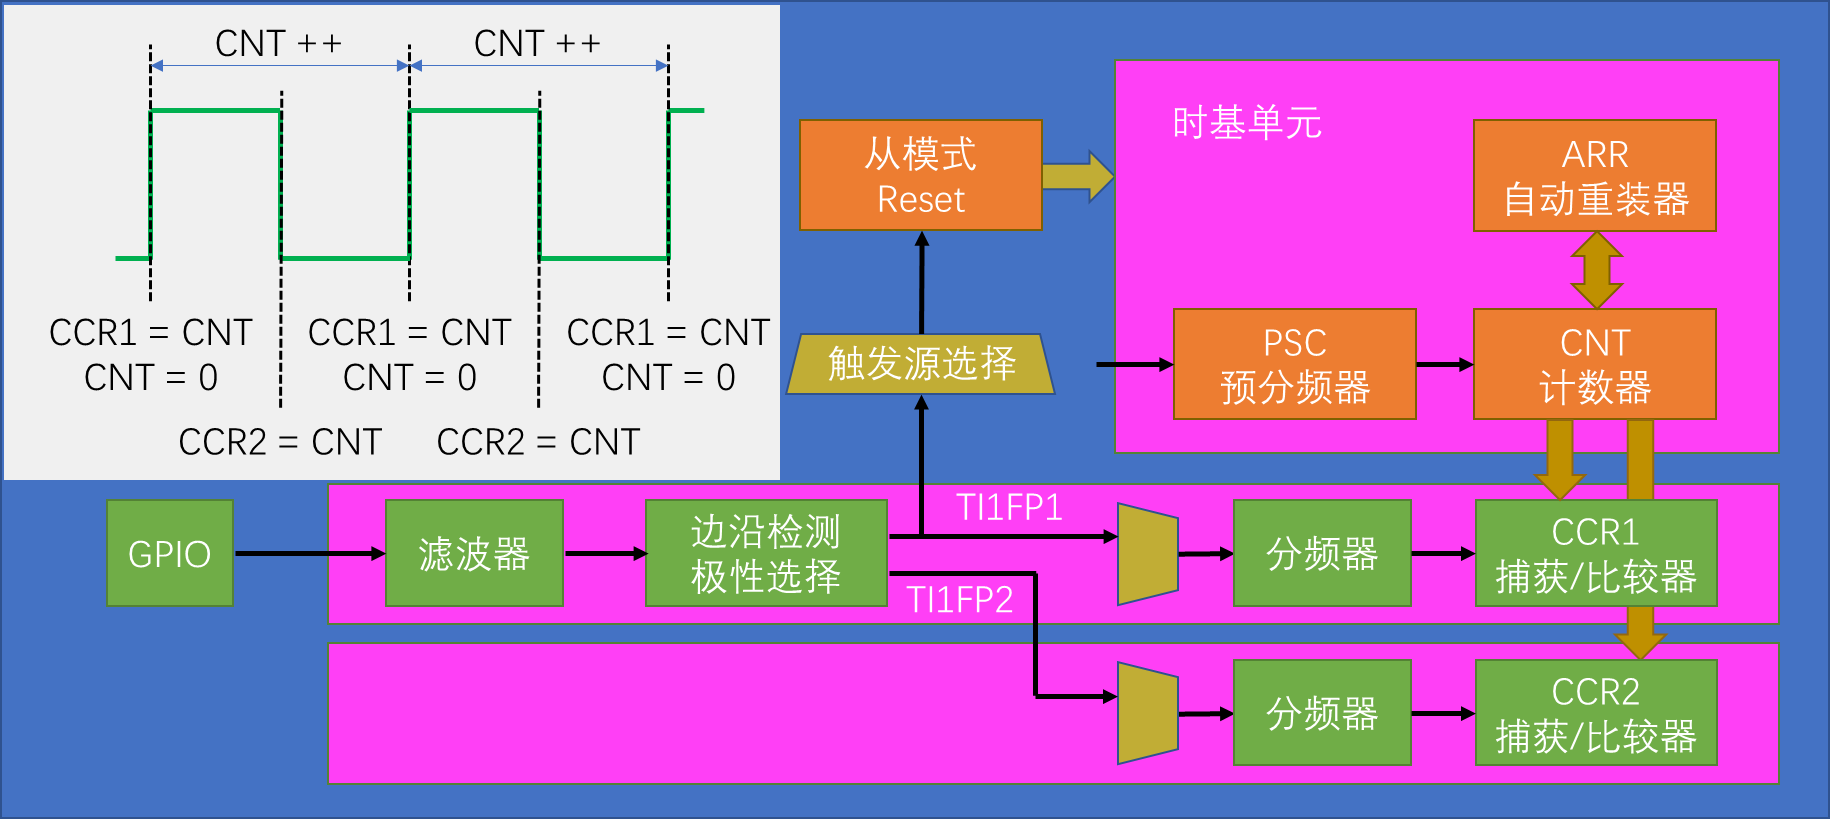 CNT ++
CNT ++
CCR1 = CNT
CNT = 0
CCR1 = CNT
CNT = 0
CCR1 = CNT
CNT = 0
CCR2 = CNT
CCR2 = CNT
从模式
Reset
时基单元
ARR
自动重装器
触发源选择
PSC
预分频器
CNT
计数器
GPIO
滤波器
边沿检测
极性选择
TI1FP1
TI1FP2
分频器
CCR1
捕获/比较器
分频器
CCR2
捕获/比较器